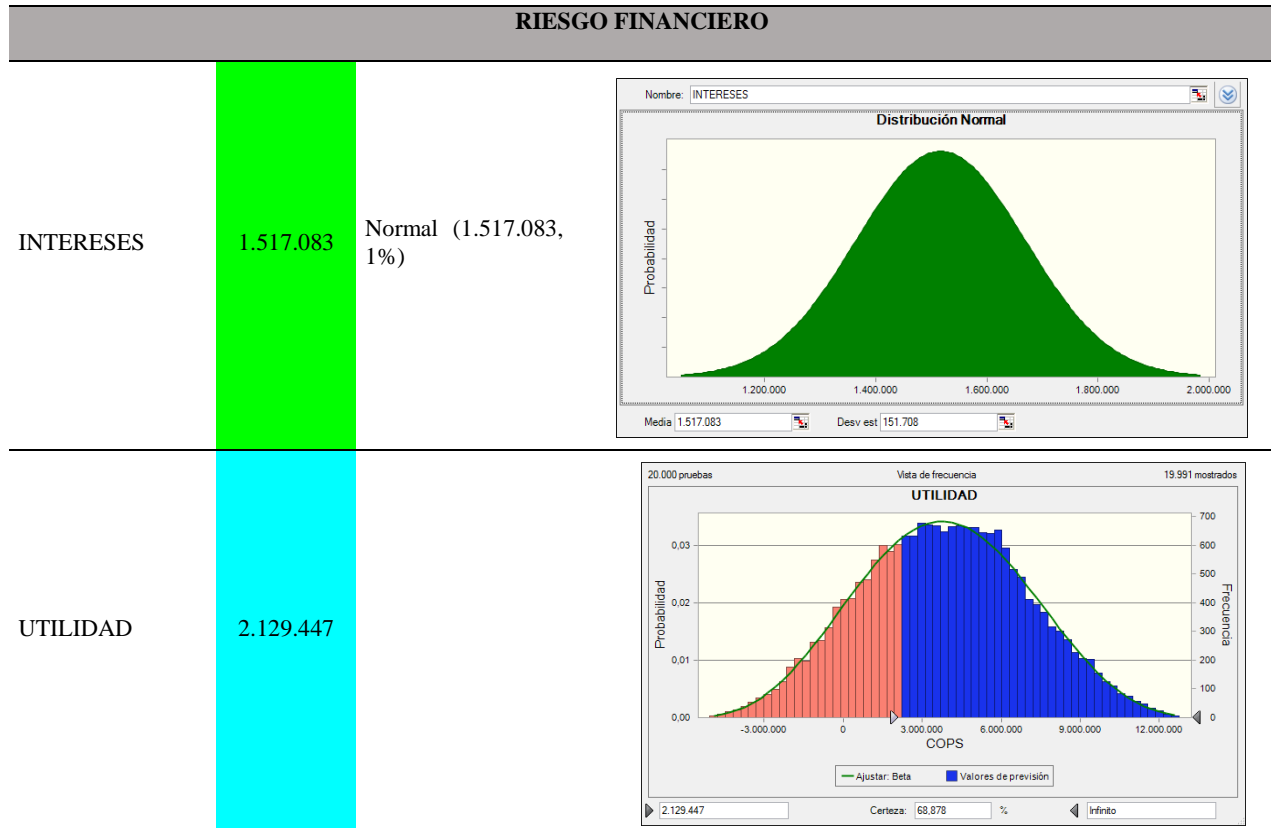 RIESGO FINANCIERO
INTERESES
1.517.083
Normal (1.517.083,
1%)
Nombre: INTERESES
Distribución Normal
Probabilidad
1.200.000 1.400.000 1.600.000 1.800.000 2.000.000
Media 1.517.083 Desv est 151.708
UTILIDAD
2.129.447
20.000 pruebas Vista de frecuencia 19.991 mostrados
UTILIDAD
Probabilidad
0,03
0,02
0,01
0,00
700
600
500
400
300
200
100
0
Frecuencia
-3.000.000 0 3.000.000 6.000.000 9.000.000 12.000.000
COPS
Ajustar: Beta Valores de previsión
2.129.447 Certeza: 68,878 % Infinito